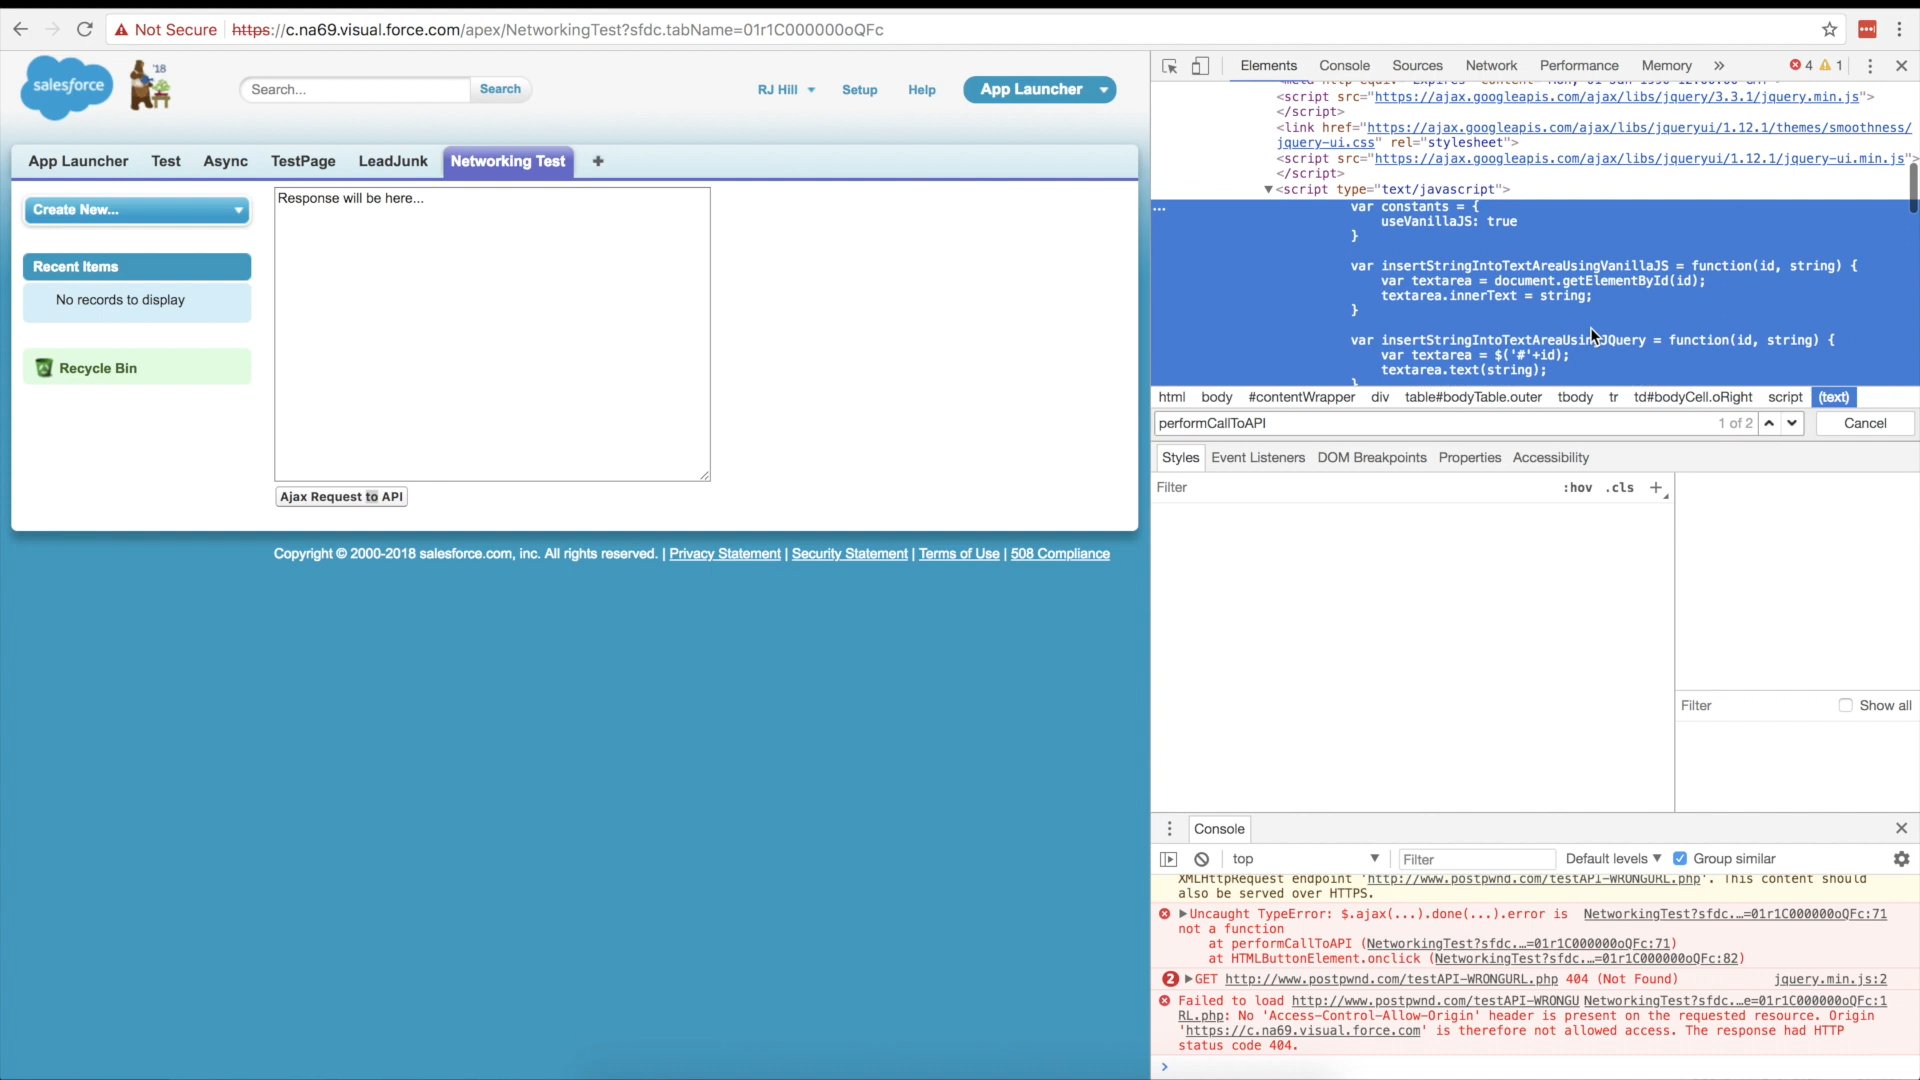 Not Secure https://c.na69.visual.force.com/apex/NetworkingTest?sfdc.tabName=01r1C000000oQFc
salesforce
'18
Search...
Search
RJ Hill
Setup
Help
App Launcher
App Launcher
Test
Async
TestPage
LeadJunk
Networking Test
+
Create New...
Recent Items
No records to display
Recycle Bin
Response will be here...
Ajax Request to API
Copyright © 2000-2018 salesforce.com, inc. All rights reserved. | Privacy Statement | Security Statement | Terms of Use | 508 Compliance
Elements Console Sources Network Performance Memory » 4 1
<script src="https://ajax.googleapis.com/ajax/libs/jquery/3.3.1/jquery.min.js">
</script>
<link href="https://ajax.googleapis.com/ajax/libs/jqueryui/1.12.1/themes/smoothness/
jquery-ui.css" rel="stylesheet">
<script src="https://ajax.googleapis.com/ajax/libs/jqueryui/1.12.1/jquery-ui.min.js">
</script>
<script type="text/javascript">
...
var constants = {
useVanillaJS: true
}
var insertStringIntoTextAreaUsingVanillaJS = function(id, string) {
var textarea = document.getElementById(id);
textarea.innerText = string;
}
var insertStringIntoTextAreaUsingJQuery = function(id, string) {
var textarea = $('#'+id);
textarea.text(string);
}
html body #contentWrapper div table#bodyTable.outer tbody tr td#bodyCell.oRight script (text)
performCallToAPI 1 of 2 Cancel
Styles Event Listeners DOM Breakpoints Properties Accessibility
Filter :hov .cls +
Filter Show all
Console
top Filter Default levels Group similar
XMLHttpRequest endpoint 'http://www.postpwnd.com/testAPI-WRONGURL.php'. This content should
also be served over HTTPS.
Uncaught TypeError: $.ajax(...).done(...).error is NetworkingTest?sfdc.…=01r1C000000oQFc:71
not a function
at performCallToAPI (NetworkingTest?sfdc.…=01r1C000000oQFc:71)
at HTMLButtonElement.onclick (NetworkingTest?sfdc.…=01r1C000000oQFc:82)
2 GET http://www.postpwnd.com/testAPI-WRONGURL.php 404 (Not Found) jquery.min.js:2
Failed to load http://www.postpwnd.com/testAPI-WRONGU NetworkingTest?sfdc.…e=01r1C000000oQFc:1
RL.php: No 'Access-Control-Allow-Origin' header is present on the requested resource. Origin
'https://c.na69.visual.force.com' is therefore not allowed access. The response had HTTP
status code 404.
>